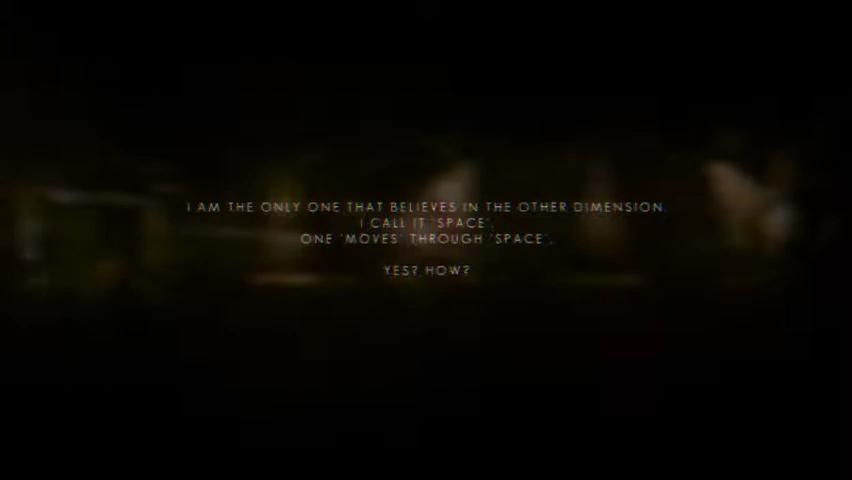 I AM THE ONLY ONE THAT BELIEVES IN THE OTHER DIMENSION.
I CALL IT 'SPACE'.
ONE 'MOVES' THROUGH 'SPACE'.
YES? HOW?